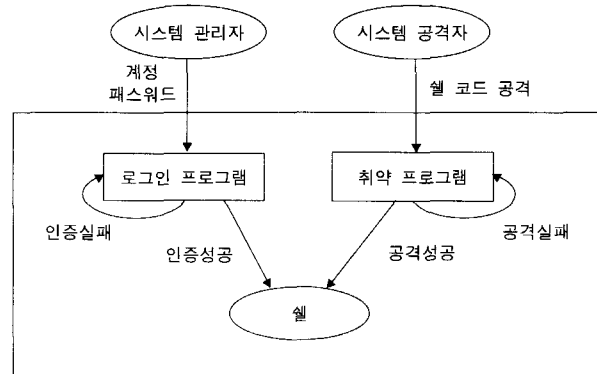 시스템 관리자
시스템 공격자
계정
패스워드
쉘 코드 공격
로그인 프로그램
취약 프로그램
인증실패
인증성공
공격성공
공격실패
쉘